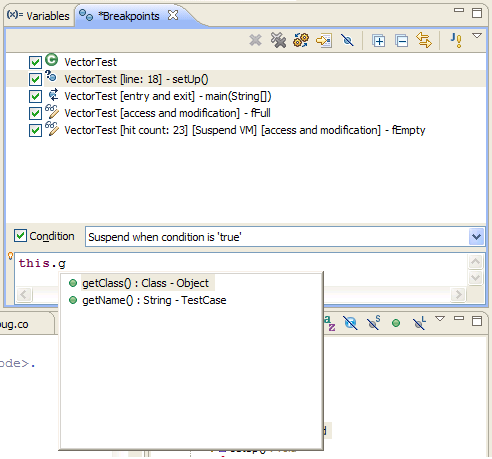 (x)= Variables *Breakpoints
J!
VectorTest
VectorTest [line: 18] - setUp()
VectorTest [entry and exit] - main(String[])
VectorTest [access and modification] - fFull
VectorTest [hit count: 23] [Suspend VM] [access and modification] - fEmpty
Condition Suspend when condition is 'true'
this.g
getClass() : Class - Object
getName() : String - TestCase
ug.co
ode>.